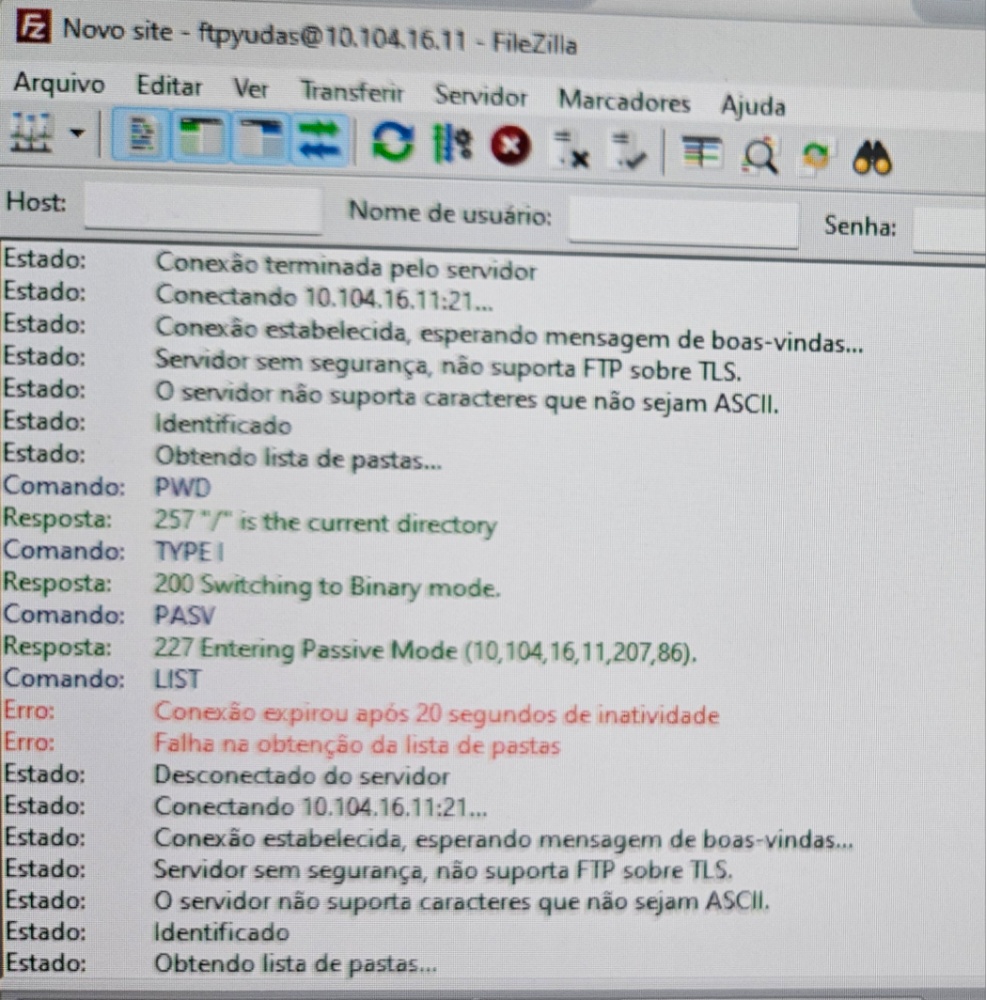 Fz Novo site - ftpyudas@10.104.16.11 - FileZilla
Arquivo Editar Ver Transferir Servidor Marcadores Ajuda
Host: Nome de usuário: Senha:
Estado: Conexão terminada pelo servidor
Estado: Conectando 10.104.16.11:21...
Estado: Conexão estabelecida, esperando mensagem de boas-vindas...
Estado: Servidor sem segurança, não suporta FTP sobre TLS.
Estado: O servidor não suporta caracteres que não sejam ASCII.
Estado: Identificado
Estado: Obtendo lista de pastas...
Comando: PWD
Resposta: 257 "/" is the current directory
Comando: TYPE I
Resposta: 200 Switching to Binary mode.
Comando: PASV
Resposta: 227 Entering Passive Mode (10,104,16,11,207,86).
Comando: LIST
Erro: Conexão expirou após 20 segundos de inatividade
Erro: Falha na obtenção da lista de pastas
Estado: Desconectado do servidor
Estado: Conectando 10.104.16.11:21...
Estado: Conexão estabelecida, esperando mensagem de boas-vindas...
Estado: Servidor sem segurança, não suporta FTP sobre TLS.
Estado: O servidor não suporta caracteres que não sejam ASCII.
Estado: Identificado
Estado: Obtendo lista de pastas...